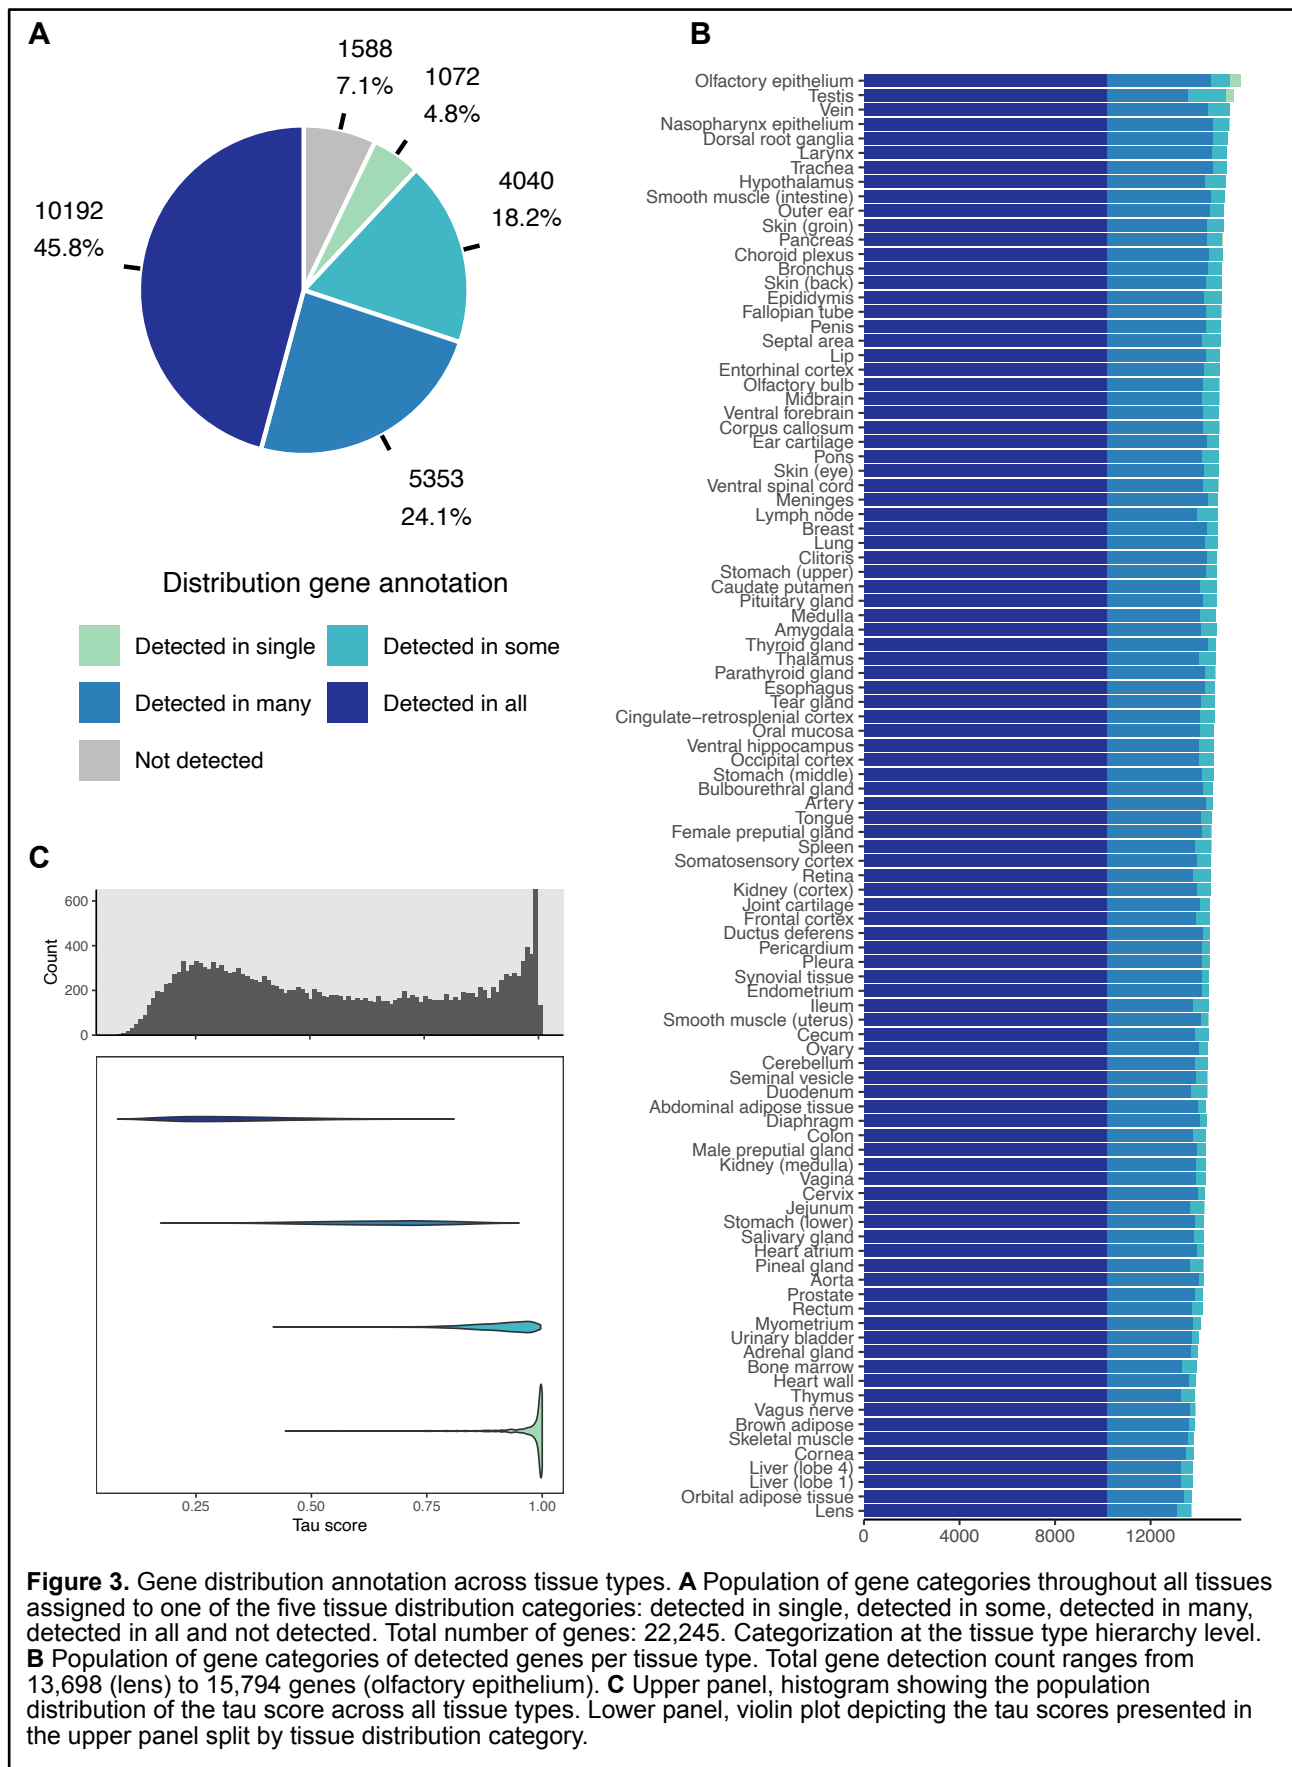 A
1588
7.1%
1072
4.8%
4040
18.2%
10192
45.8%
5353
24.1%
Distribution gene annotation
Detected in single
Detected in some
Detected in many
Detected in all
Not detected
B
Olfactory epithelium
Testis
Vein
Nasopharynx epithelium
Dorsal root ganglia
Larynx
Trachea
Hypothalamus
Smooth muscle (intestine)
Outer ear
Skin (groin)
Pancreas
Choroid plexus
Bronchus
Skin (back)
Epididymis
Fallopian tube
Penis
Septal area
Lip
Entorhinal cortex
Olfactory bulb
Midbrain
Ventral forebrain
Corpus callosum
Ear cartilage
Pons
Skin (eye)
Ventral spinal cord
Meninges
Lymph node
Breast
Lung
Clitoris
Stomach (upper)
Caudate putamen
Pituitary gland
Medulla
Amygdala
Thyroid gland
Thalamus
Parathyroid gland
Esophagus
Tear gland
Cingulate−retrosplenial cortex
Oral mucosa
Ventral hippocampus
Occipital cortex
Stomach (middle)
Bulbourethral gland
Artery
Tongue
Female preputial gland
Spleen
Somatosensory cortex
Retina
Kidney (cortex)
Joint cartilage
Frontal cortex
Ductus deferens
Pericardium
Pleura
Synovial tissue
Endometrium
Ileum
Smooth muscle (uterus)
Cecum
Ovary
Cerebellum
Seminal vesicle
Duodenum
Abdominal adipose tissue
Diaphragm
Colon
Male preputial gland
Kidney (medulla)
Vagina
Cervix
Jejunum
Stomach (lower)
Salivary gland
Heart atrium
Pineal gland
Aorta
Prostate
Rectum
Myometrium
Urinary bladder
Adrenal gland
Bone marrow
Heart wall
Thymus
Vagus nerve
Brown adipose
Skeletal muscle
Cornea
Liver (lobe 4)
Liver (lobe 1)
Orbital adipose tissue
Lens
0 4000 8000 12000
C
Count
600
400
200
0
0.25 0.50 0.75 1.00
Tau score
Figure 3. Gene distribution annotation across tissue types. A Population of gene categories throughout all tissues
assigned to one of the five tissue distribution categories: detected in single, detected in some, detected in many,
detected in all and not detected. Total number of genes: 22,245. Categorization at the tissue type hierarchy level.
B Population of gene categories of detected genes per tissue type. Total gene detection count ranges from
13,698 (lens) to 15,794 genes (olfactory epithelium). C Upper panel, histogram showing the population
distribution of the tau score across all tissue types. Lower panel, violin plot depicting the tau scores presented in
the upper panel split by tissue distribution category.